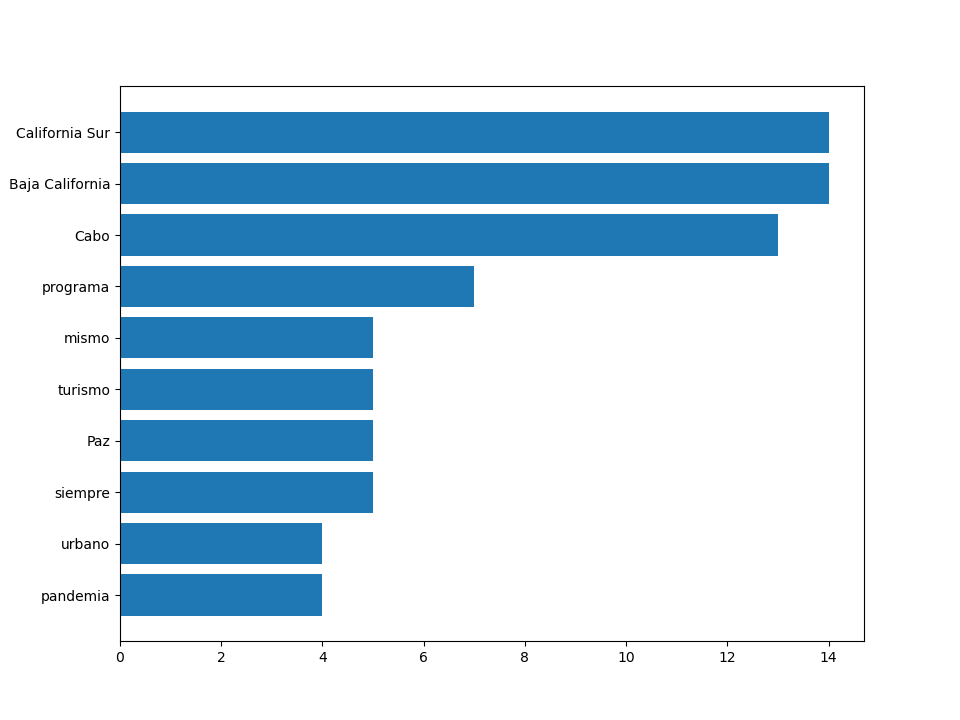 California Sur
Baja California
Cabo
programa
mismo
turismo
Paz
siempre
urbano
pandemia
0 2 4 6 8 10 12 14